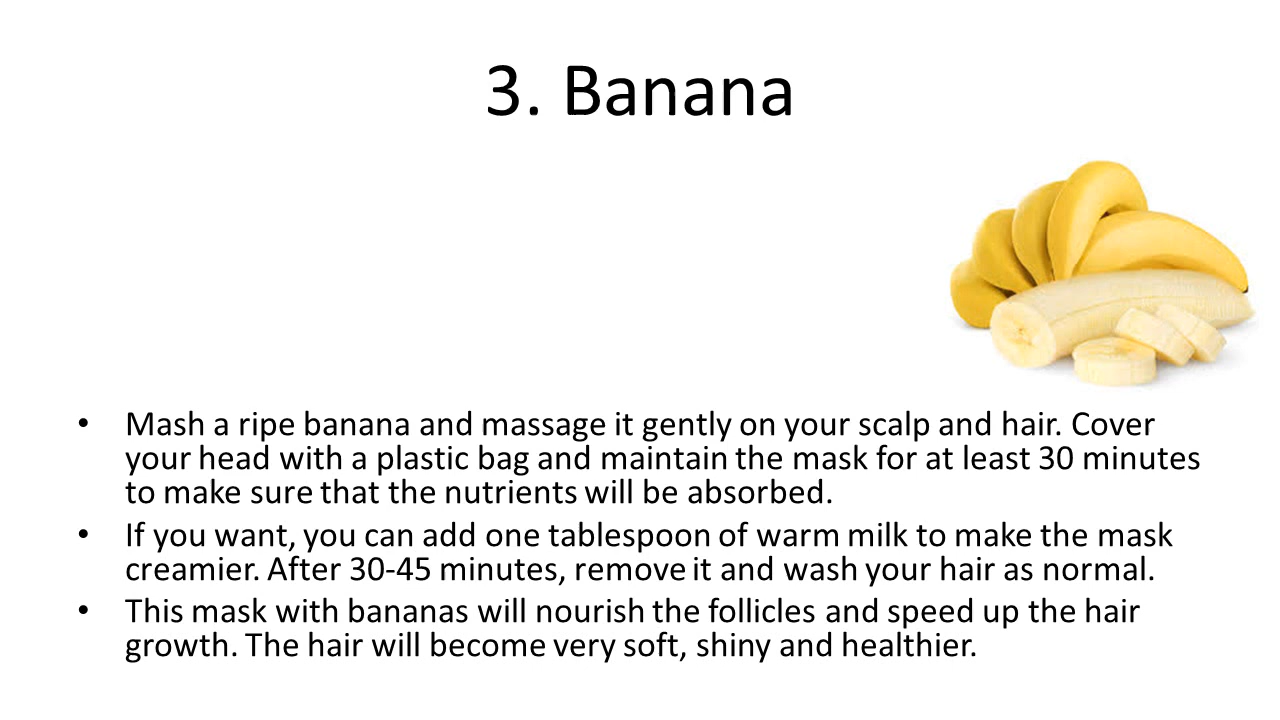 3. Banana
• Mash a ripe banana and massage it gently on your scalp and hair. Cover
your head with a plastic bag and maintain the mask for at least 30 minutes
to make sure that the nutrients will be absorbed.
• If you want, you can add one tablespoon of warm milk to make the mask
creamier. After 30-45 minutes, remove it and wash your hair as normal.
• This mask with bananas will nourish the follicles and speed up the hair
growth. The hair will become very soft, shiny and healthier.